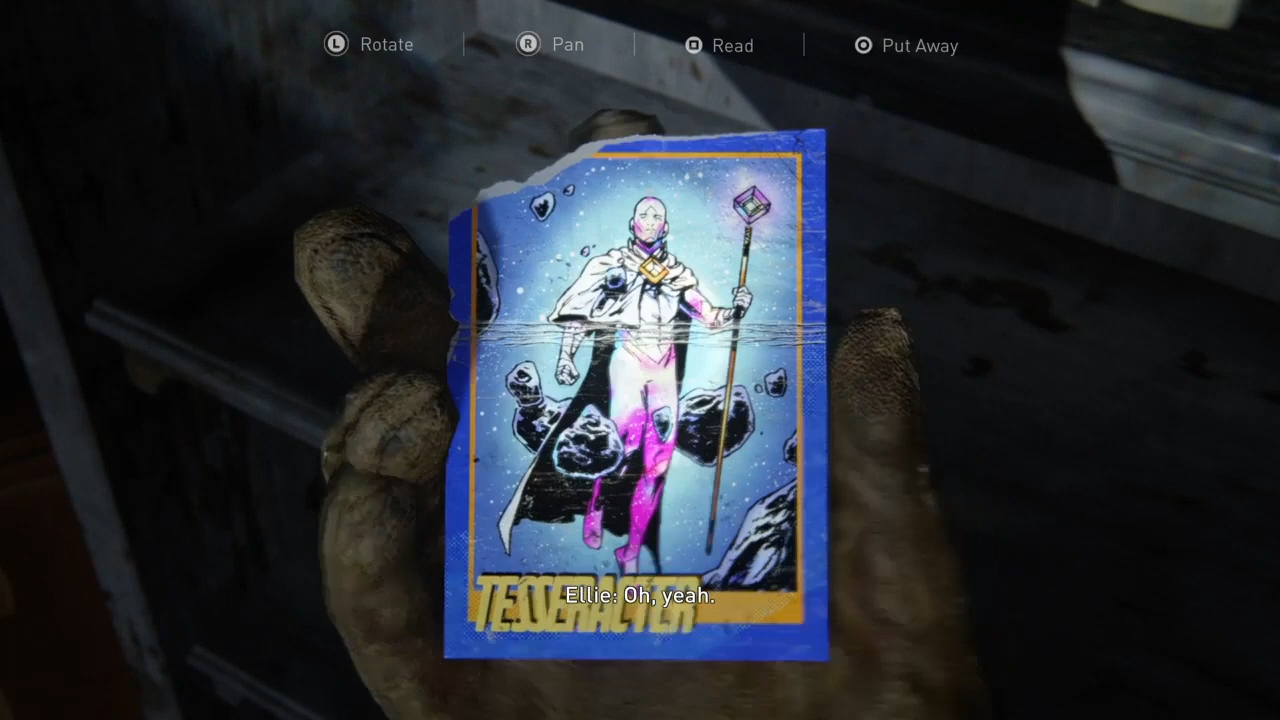 L Rotate | R Pan | Read | Put Away
TESSERACTER
Ellie: Oh, yeah.